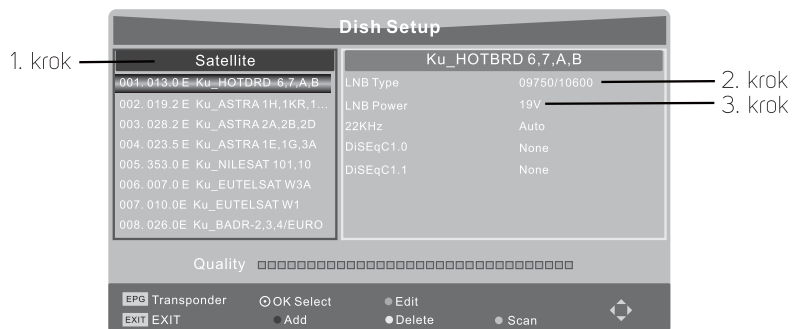 Dish Setup
1. krok
Satellite
001. 013.0 E Ku_HOTDRD 6,7,A,B
002. 019.2 E Ku_ASTRA 1H,1KR,1...
003. 028.2 E Ku_ASTRA 2A,2B,2D
004. 023.5 E Ku_ASTRA 1E,1G,3A
005. 353.0 E Ku_NILESAT 101,10
006. 007.0 E Ku_EUTELSAT W3A
007. 010.0E Ku_EUTELSAT W1
008. 026.0E Ku_BADR-2,3,4/EURO
Ku_HOTBRD 6,7,A,B
LNB Type 09750/10600 2. krok
LNB Power 19V 3. krok
22KHz Auto
DiSEqC1.0 None
DiSEqC1.1 None
Quality
EPG Transponder OK Select Edit
EXIT EXIT Add Delete Scan